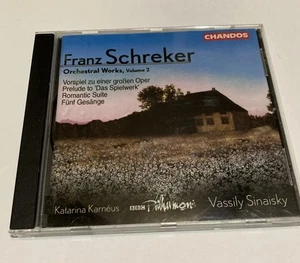 CHANDOS
Franz Schreker
Orchestral Works, Volume 2
Vorspiel zu einer großen Oper
Prelude to 'Das Spielwerk'
Romantic Suite
Fünf Gesänge
Katarina Karnéus
BBC Philharmonic
Vassily Sinaisky